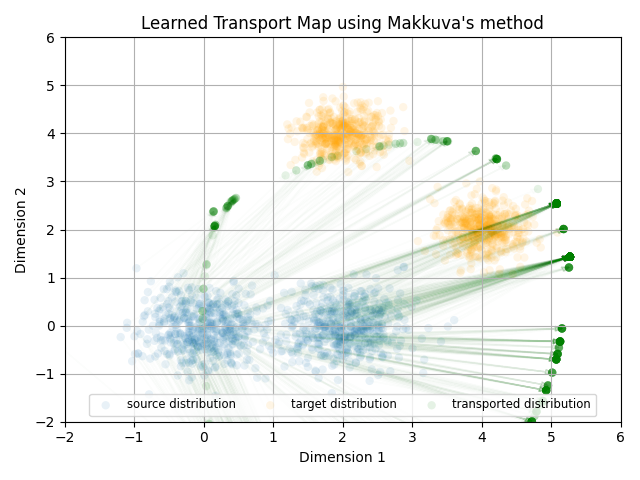 Learned Transport Map using Makkuva's method
Dimension 2
6
5
4
3
2
1
0
−1
−2
source distribution target distribution transported distribution
−2 −1 0 1 2 3 4 5 6
Dimension 1